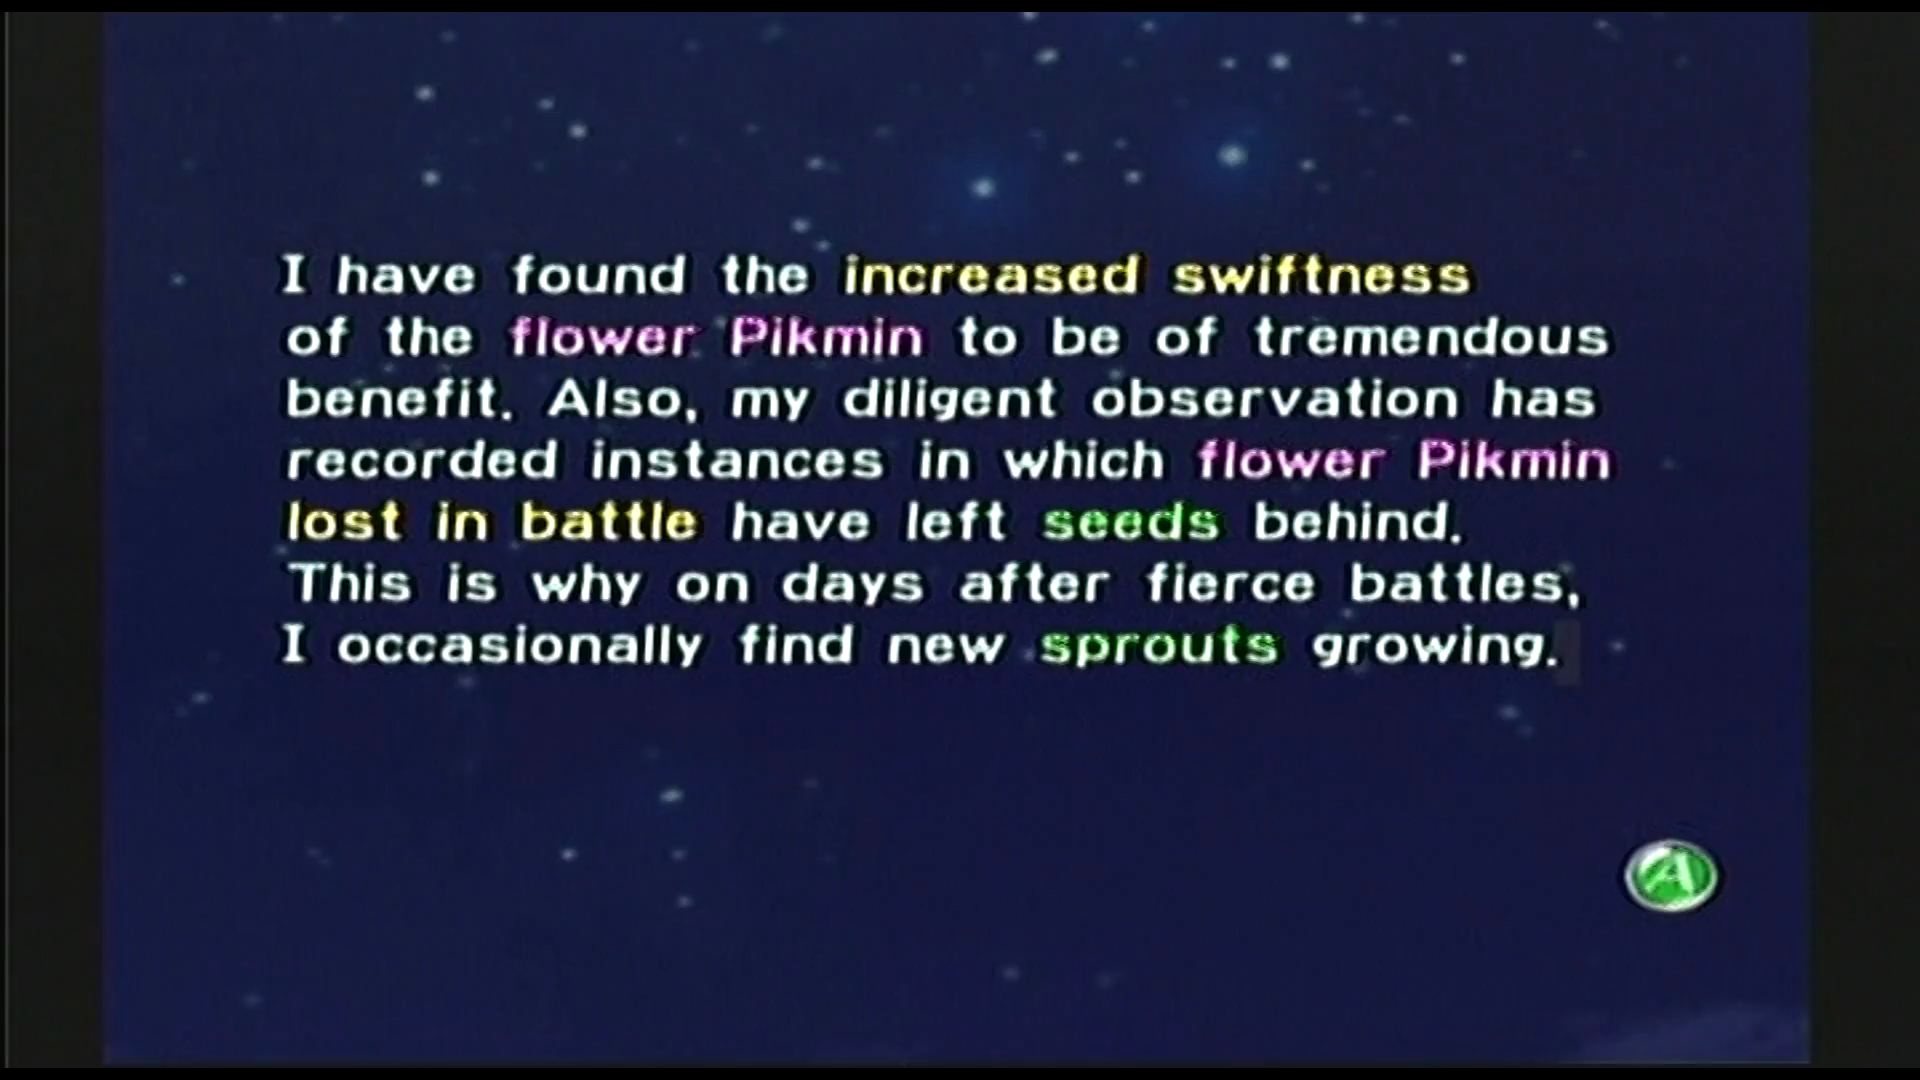 I have found the increased swiftness
of the flower Pikmin to be of tremendous
benefit. Also, my diligent observation has
recorded instances in which flower Pikmin
lost in battle have left seeds behind.
This is why on days after fierce battles,
I occasionally find new sprouts growing.
A